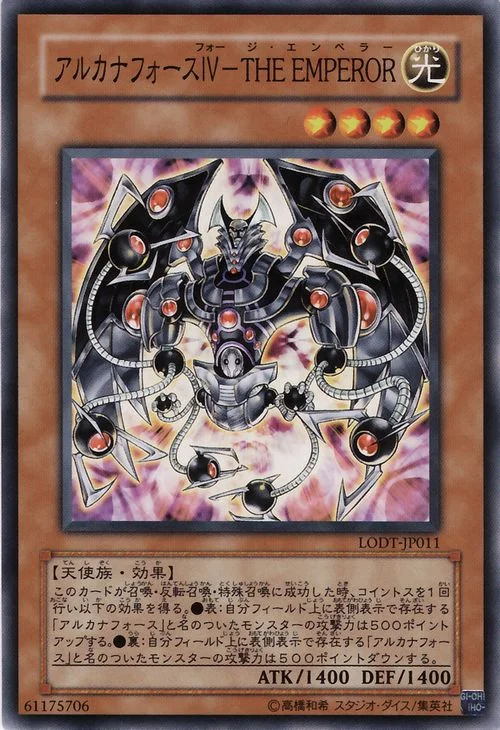 フォー ジ・エンペラー
アルカナフォースⅣ－THE EMPEROR
ひかり
光
LODT-JP011
【天使族・効果】
このカードが召喚・反転召喚・特殊召喚に成功した時、コイントスを１回
行い以下の効果を得る。●表：自分フィールド上に表側表示で存在する
「アルカナフォース」と名のついたモンスターの攻撃力は５００ポイント
アップする。●裏：自分フィールド上に表側表示で存在する「アルカナフォー
ス」と名のついたモンスターの攻撃力は５００ポイントダウンする。
ATK/1400 DEF/1400
61175706
©高橋和希 スタジオ・ダイス/集英社